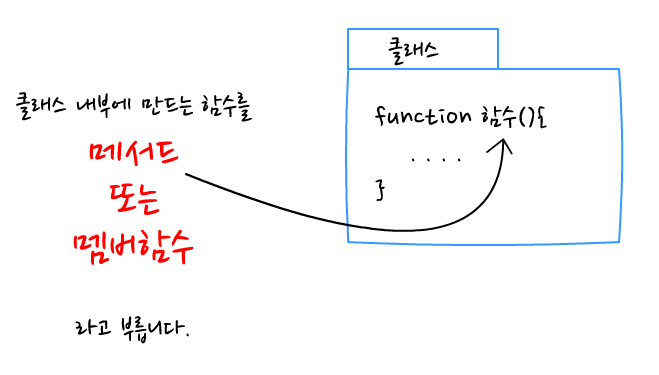 클래스 내부에 만드는 함수를
메서드
또는
멤버함수
라고 부릅니다.
클래스
function 함수(){
....
}